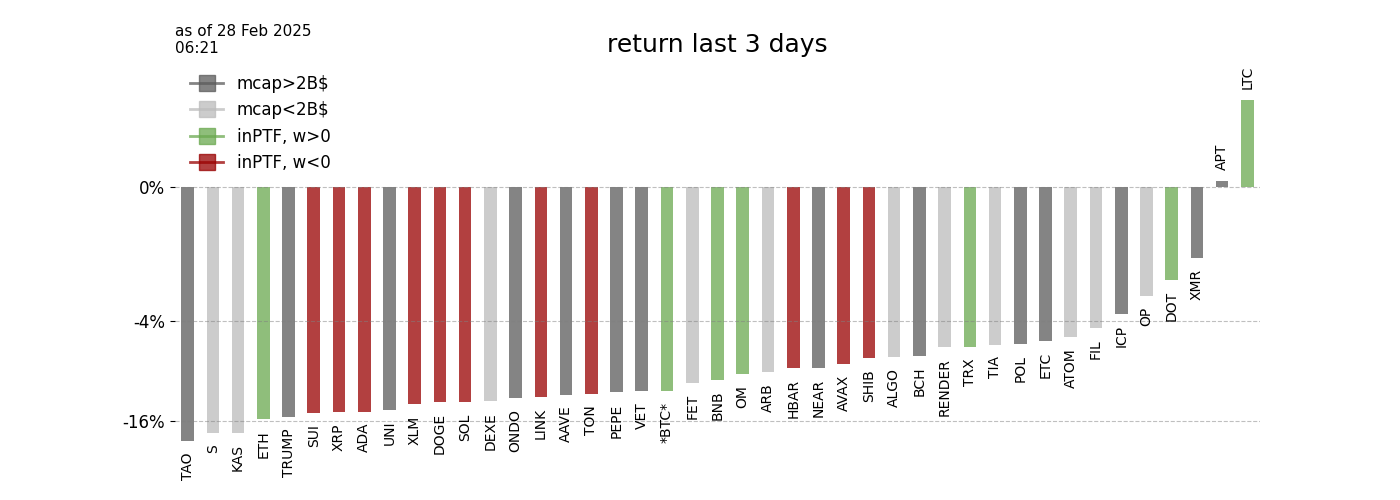 as of 28 Feb 2025
06:21
return last 3 days
mcap>2B$
mcap<2B$
inPTF, w>0
inPTF, w<0
0%
-4%
-16%
TAO
S
KAS
ETH
TRUMP
SUI
XRP
ADA
UNI
XLM
DOGE
SOL
DEXE
ONDO
LINK
AAVE
TON
PEPE
VET
*BTC*
FET
BNB
OM
ARB
HBAR
NEAR
AVAX
SHIB
ALGO
BCH
RENDER
TRX
TIA
POL
ETC
ATOM
FIL
ICP
OP
DOT
XMR
APT
LTC